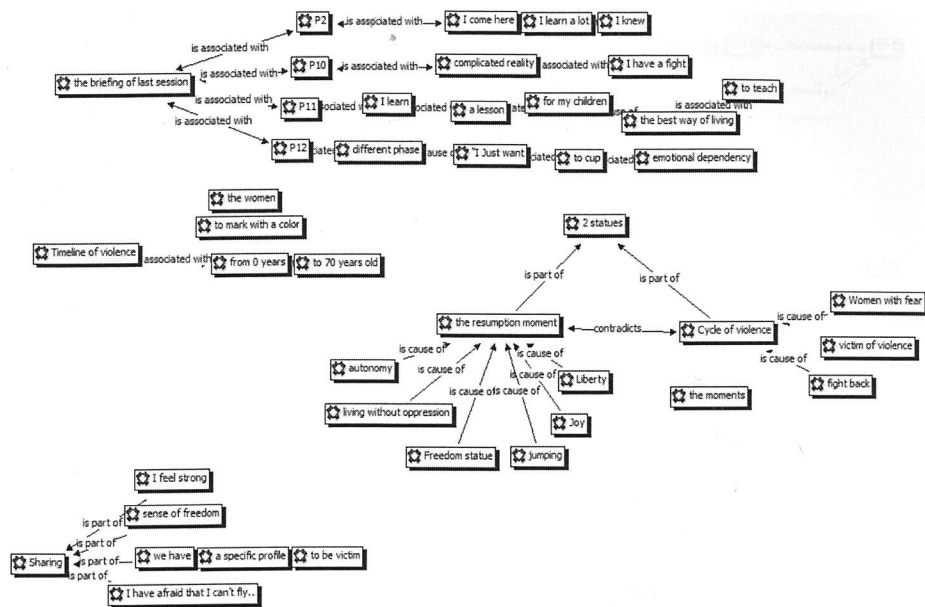 P2 is associated with I come here I learn a lot I knew
is associated with
the briefing of last session is associated with P10 is associated with complicated reality associated with I have a fight
is associated with P11 I learn a lesson for my children the best way of living is associated with to teach
is associated with
P12 different phase "I Just want to cup emotional dependency
the women
to mark with a color
Timeline of violence associated with from 0 years to 70 years old
2 statues
is part of is part of
the resumption moment contradicts Cycle of violence is cause of Women with fear
victim of violence
is cause of
fight back
the moments
is cause of autonomy
is cause of living without oppression
is cause of Freedom statue
is cause of jumping
is cause of Joy
is cause of Liberty
I feel strong
is part of sense of freedom
Sharing is part of we have a specific profile to be victim
is part of I have afraid that I can't fly..